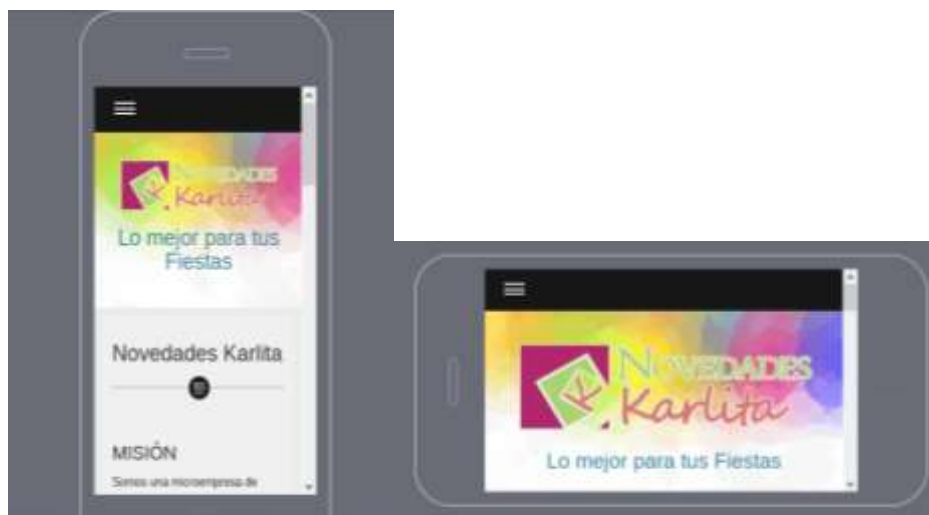 NOVEDADES
Karlita
Lo mejor para tus
Fiestas
Novedades Karlita
MISIÓN
Somos una microempresa de
NOVEDADES
Karlita
Lo mejor para tus Fiestas